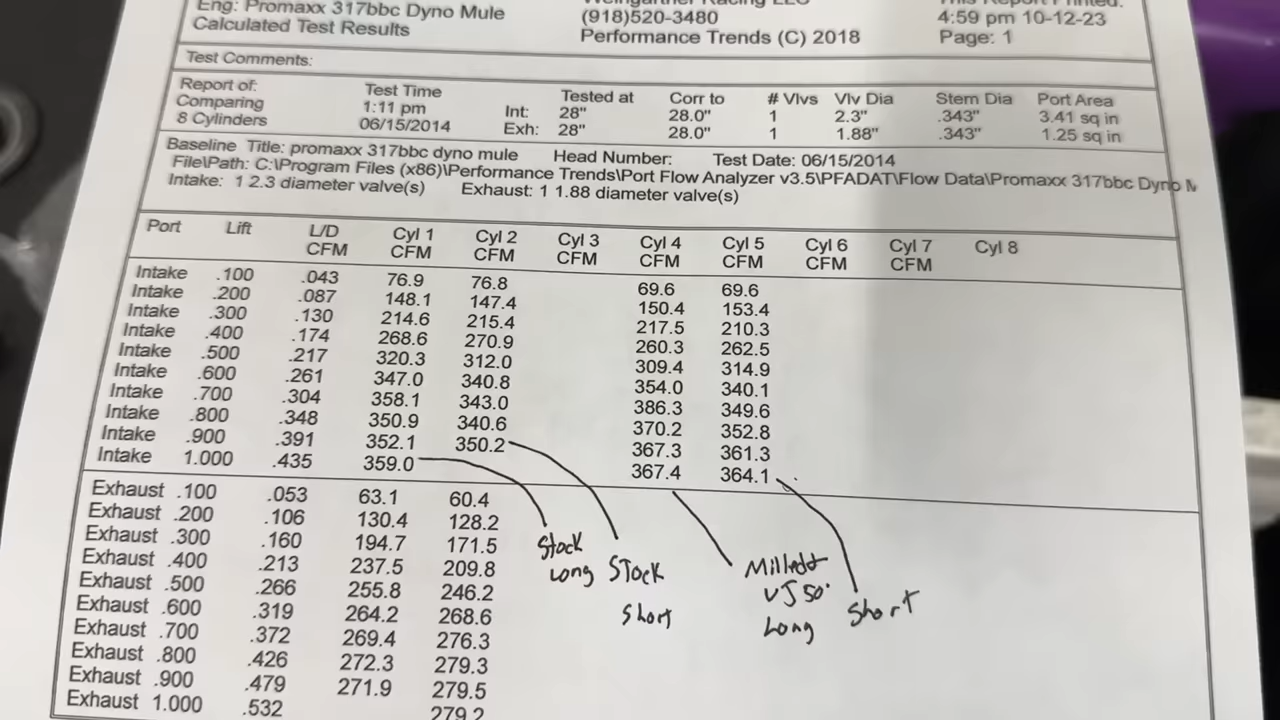 Eng: Promaxx 317bbc Dyno Mule Weingartner Racing LLC This Report Printed:
Calculated Test Results (918)520-3480 4:59 pm 10-12-23
Performance Trends (C) 2018 Page: 1
Test Comments:
Report of: Test Time Tested at Corr to # Vlvs Vlv Dia Stem Dia Port Area
Comparing 1:11 pm Int: 28" 28.0" 1 2.3" .343" 3.41 sq in
8 Cylinders 06/15/2014 Exh: 28" 28.0" 1 1.88" .343" 1.25 sq in
Baseline Title: promaxx 317bbc dyno mule Head Number: Test Date: 06/15/2014
File\Path: C:\Program Files (x86)\Performance Trends\Port Flow Analyzer v3.5\PFADAT\Flow Data\Promaxx 317bbc Dyno M
Intake: 1 2.3 diameter valve(s) Exhaust: 1 1.88 diameter valve(s)
Port Lift L/D Cyl 1 Cyl 2 Cyl 3 Cyl 4 Cyl 5 Cyl 6 Cyl 7 Cyl 8
CFM CFM CFM CFM CFM CFM CFM CFM
Intake .100 .043 76.9 76.8 69.6 69.6
Intake .200 .087 148.1 147.4 150.4 153.4
Intake .300 .130 214.6 215.4 217.5 210.3
Intake .400 .174 268.6 270.9 260.3 262.5
Intake .500 .217 320.3 312.0 309.4 314.9
Intake .600 .261 347.0 340.8 354.0 340.1
Intake .700 .304 358.1 343.0 386.3 349.6
Intake .800 .348 350.9 340.6 370.2 352.8
Intake .900 .391 352.1 350.2 367.3 361.3
Intake 1.000 .435 359.0 367.4 364.1
Exhaust .100 .053 63.1 60.4
Exhaust .200 .106 130.4 128.2
Exhaust .300 .160 194.7 171.5
Exhaust .400 .213 237.5 209.8
Exhaust .500 .266 255.8 246.2
Exhaust .600 .319 264.2 268.6
Exhaust .700 .372 269.4 276.3
Exhaust .800 .426 272.3 279.3
Exhaust .900 .479 271.9 279.5
Exhaust 1.000 .532 279.2
Stock
Long
Stock
Short
Milled
VJ 50°
Long
Short